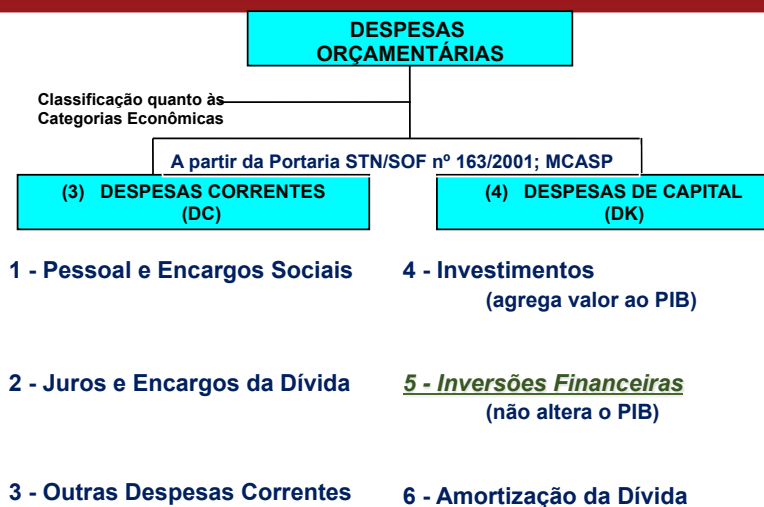 DESPESAS
ORÇAMENTÁRIAS
Classificação quanto às
Categorias Econômicas
A partir da Portaria STN/SOF nº 163/2001; MCASP
(3) DESPESAS CORRENTES
(DC)
(4) DESPESAS DE CAPITAL
(DK)
1 - Pessoal e Encargos Sociais
4 - Investimentos
(agrega valor ao PIB)
2 - Juros e Encargos da Dívida
5 - Inversões Financeiras
(não altera o PIB)
3 - Outras Despesas Correntes
6 - Amortização da Dívida